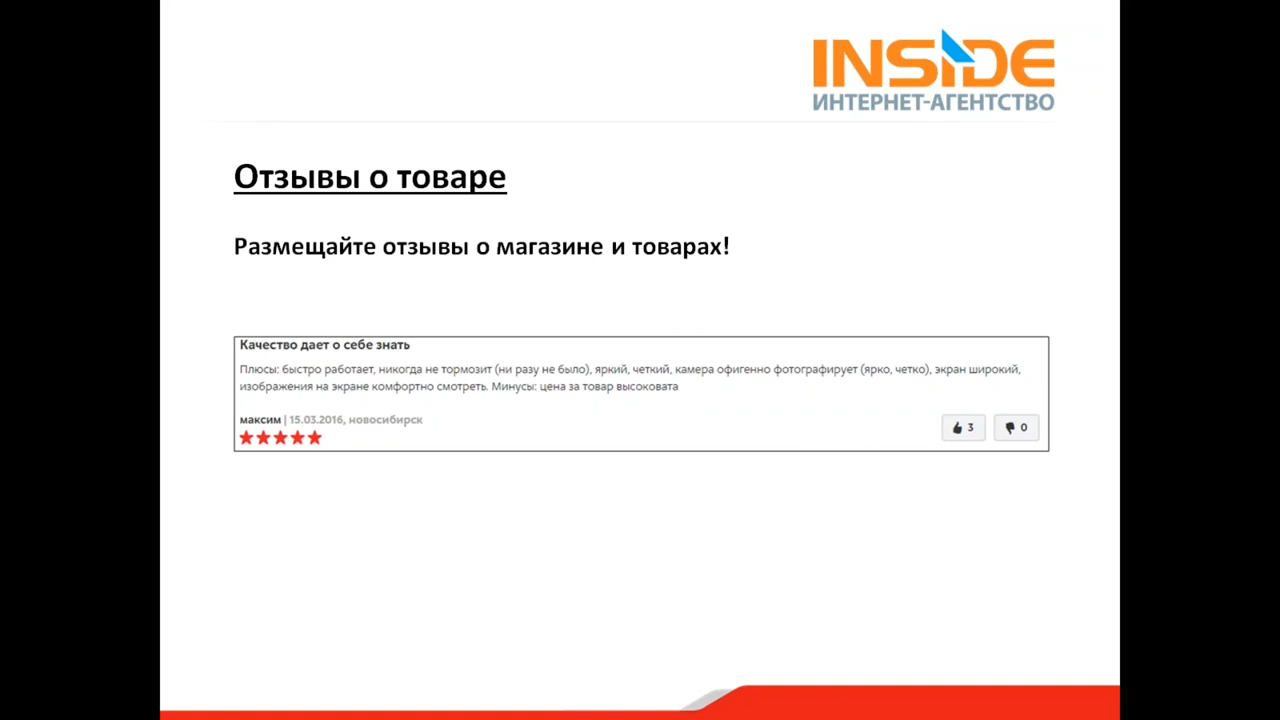 INSIDE
ИНТЕРНЕТ-АГЕНТСТВО
Отзывы о товаре
Размещайте отзывы о магазине и товарах!
Качество дает о себе знать
Плюсы: быстро работает, никогда не тормозит (ни разу не было), яркий, четкий, камера офигенно фотографирует (ярко, четко), экран широкий,
изображения на экране комфортно смотреть. Минусы: цена за товар высоковата
максим | 15.03.2016, новосибирск
3
0